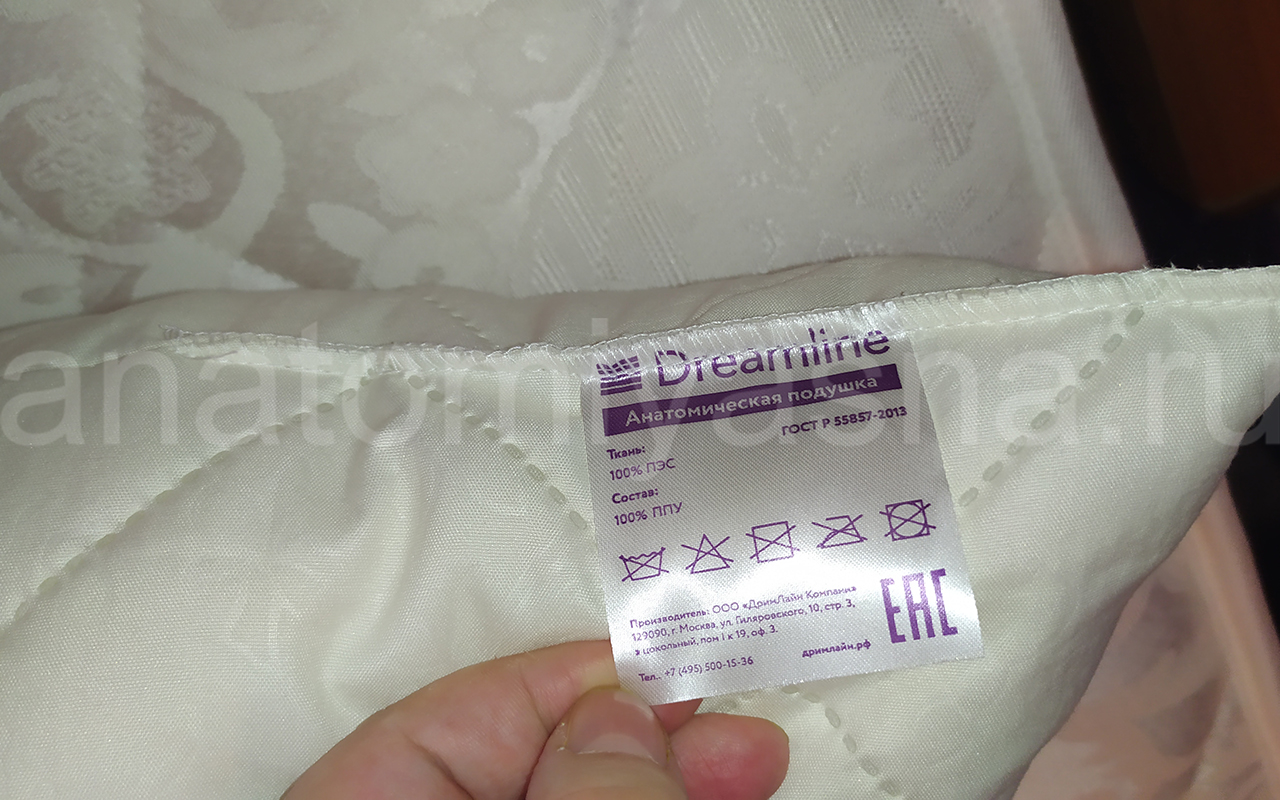 Dreamline
Анатомическая подушка
ГОСТ Р 55857-2013
Ткань:
100% ПЭС
Состав:
100% ППУ
Производитель: ООО «ДримЛайн Компани»
129090, г. Москва, ул. Гиляровского, 10, стр. 3,
э цокольный, пом I к 19, оф. 3.
Тел.: +7 (495) 500-15-36
дримлайн.рф
EAC
anatomiyasna.ru